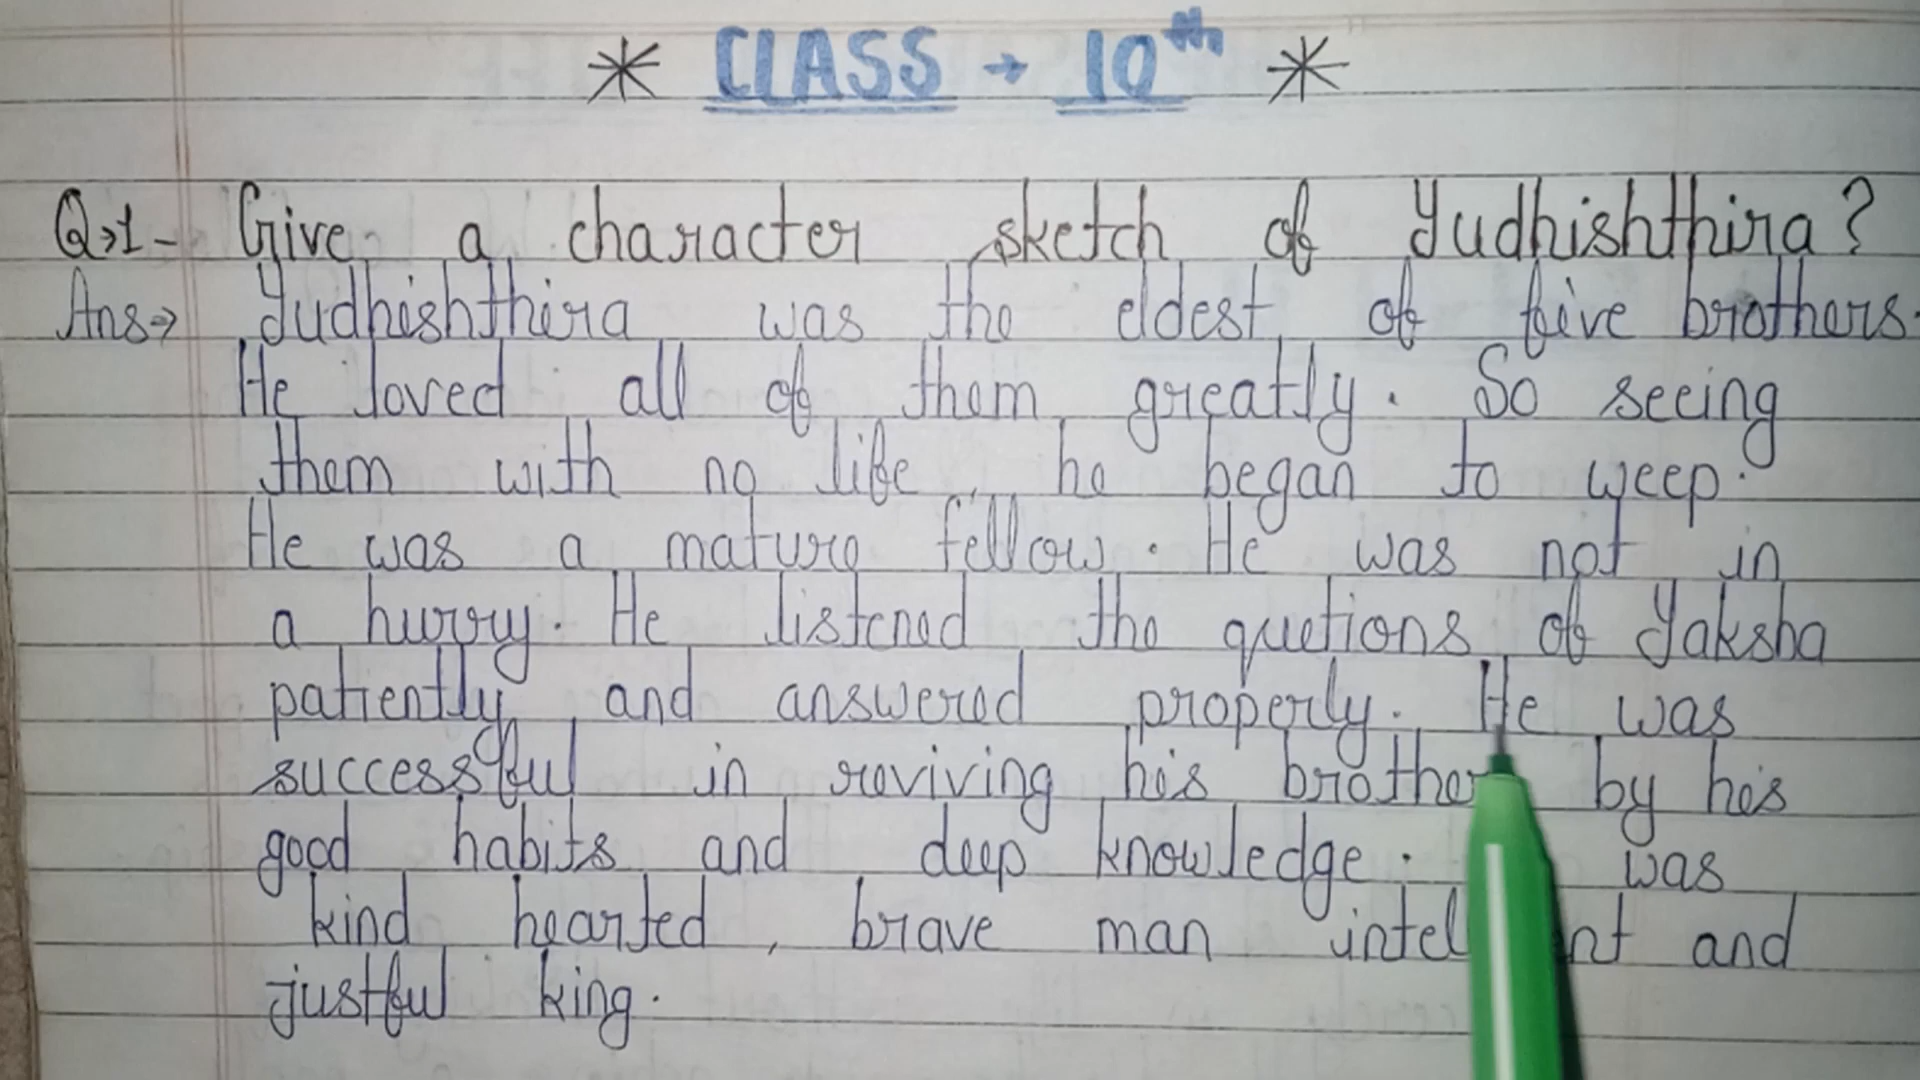 * CLASS → 10th *
Q→1- Give a character sketch of Yudhishthira?
Ans⇒ Yudhishthira was the eldest of five brothers.
He loved all of them greatly. So seeing
them with no life, he began to weep.
He was a mature fellow. He was not in
a hurry. He listened the quetions of Yaksha
patiently and answered properly. He was
successful in reviving his brother by his
good habits and deep knowledge. was
kind hearted, brave man and
justful king.